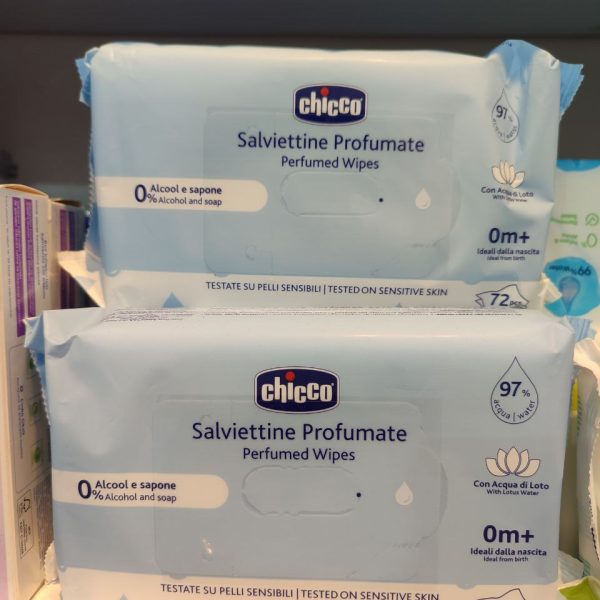 chicco
Salviettine Profumate
Perfumed Wipes
0% Alcool e sapone
Alcohol and soap
97%
Con Acqua di Loto
With Lotus Water
0m+
Ideali dalla nascita
Ideal from birth
TESTATE SU PELLI SENSIBILI | TESTED ON SENSITIVE SKIN
72 pcs
chicco
Salviettine Profumate
Perfumed Wipes
0% Alcool e sapone
Alcohol and soap
97%
acqua | water
Con Acqua di Loto
With Lotus Water
0m+
Ideali dalla nascita
Ideal from birth
TESTATE SU PELLI SENSIBILI | TESTED ON SENSITIVE SKIN
99%